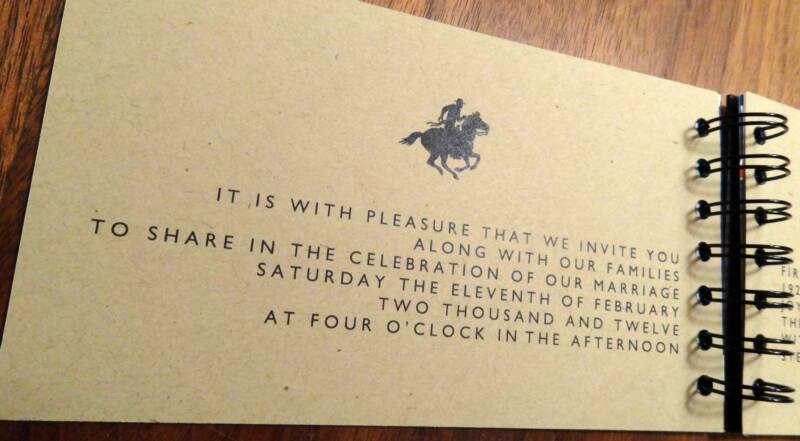 IT IS WITH PLEASURE THAT WE INVITE YOU
ALONG WITH OUR FAMILIES
TO SHARE IN THE CELEBRATION OF OUR MARRIAGE
SATURDAY THE ELEVENTH OF FEBRUARY
TWO THOUSAND AND TWELVE
AT FOUR O'CLOCK IN THE AFTERNOON